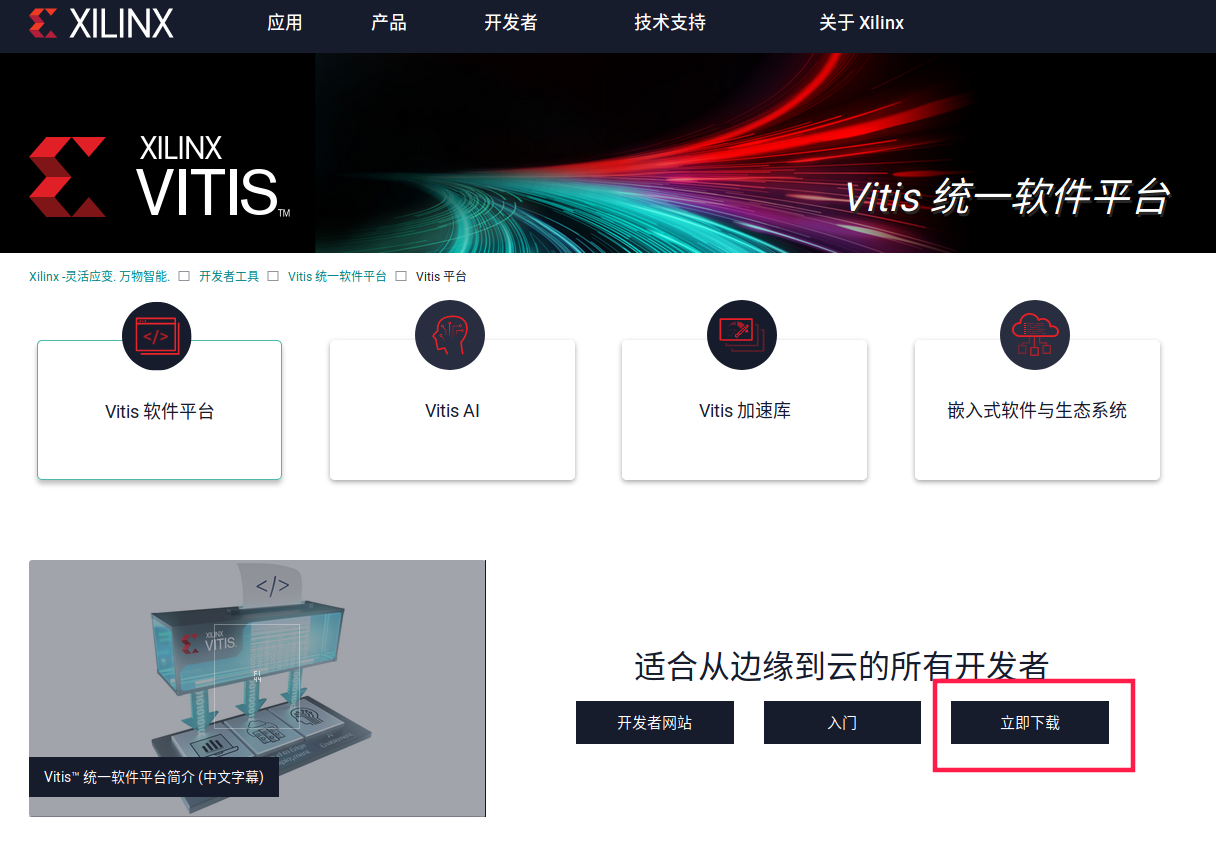 XILINX 应用 产品 开发者 技术支持 关于 Xilinx
XILINX
VITIS™
Vitis 统一软件平台
Xilinx -灵活应变. 万物智能. 开发者工具 Vitis 统一软件平台 Vitis 平台
Vitis 软件平台
Vitis AI
Vitis 加速库
嵌入式软件与生态系统
</>
XILINX
VITIS
Vitis™ 统一软件平台简介 (中文字幕)
适合从边缘到云的所有开发者
开发者网站 入门 立即下载